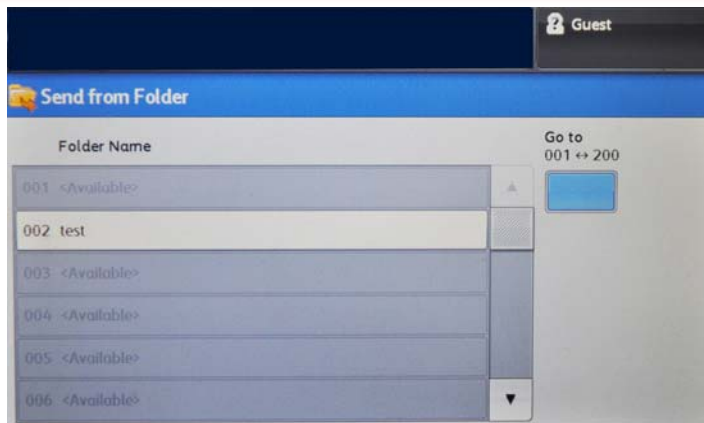 Guest
Send from Folder
Folder Name
Go to
001 ↔ 200
001 <Available>
002 test
003 <Available>
004 <Available>
005 <Available>
006 <Available>